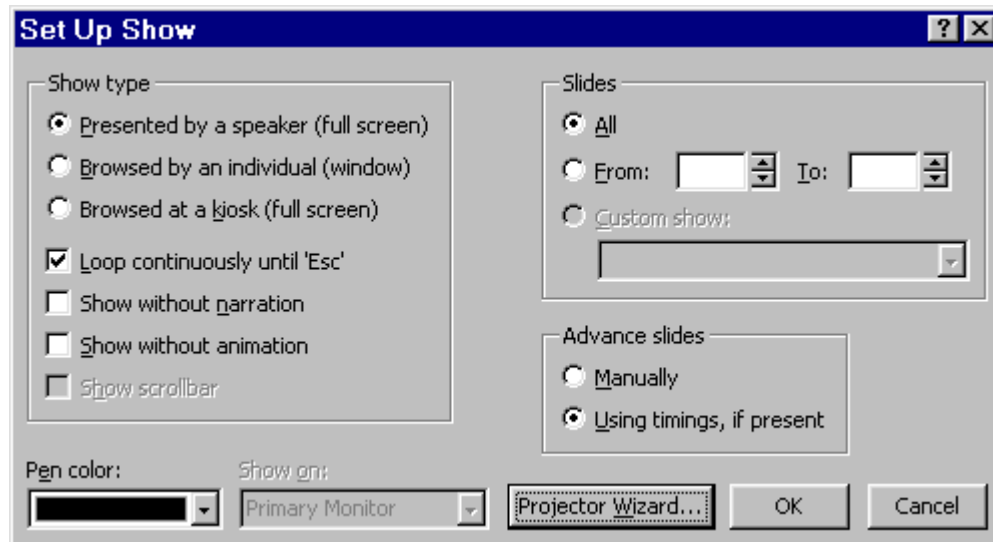 Set Up Show
Show type
Presented by a speaker (full screen)
Browsed by an individual (window)
Browsed at a kiosk (full screen)
Loop continuously until 'Esc'
Show without narration
Show without animation
Show scrollbar
Slides
All
From: To:
Custom show:
Advance slides
Manually
Using timings, if present
Pen color:
Show on:
Primary Monitor
Projector Wizard...
OK
Cancel